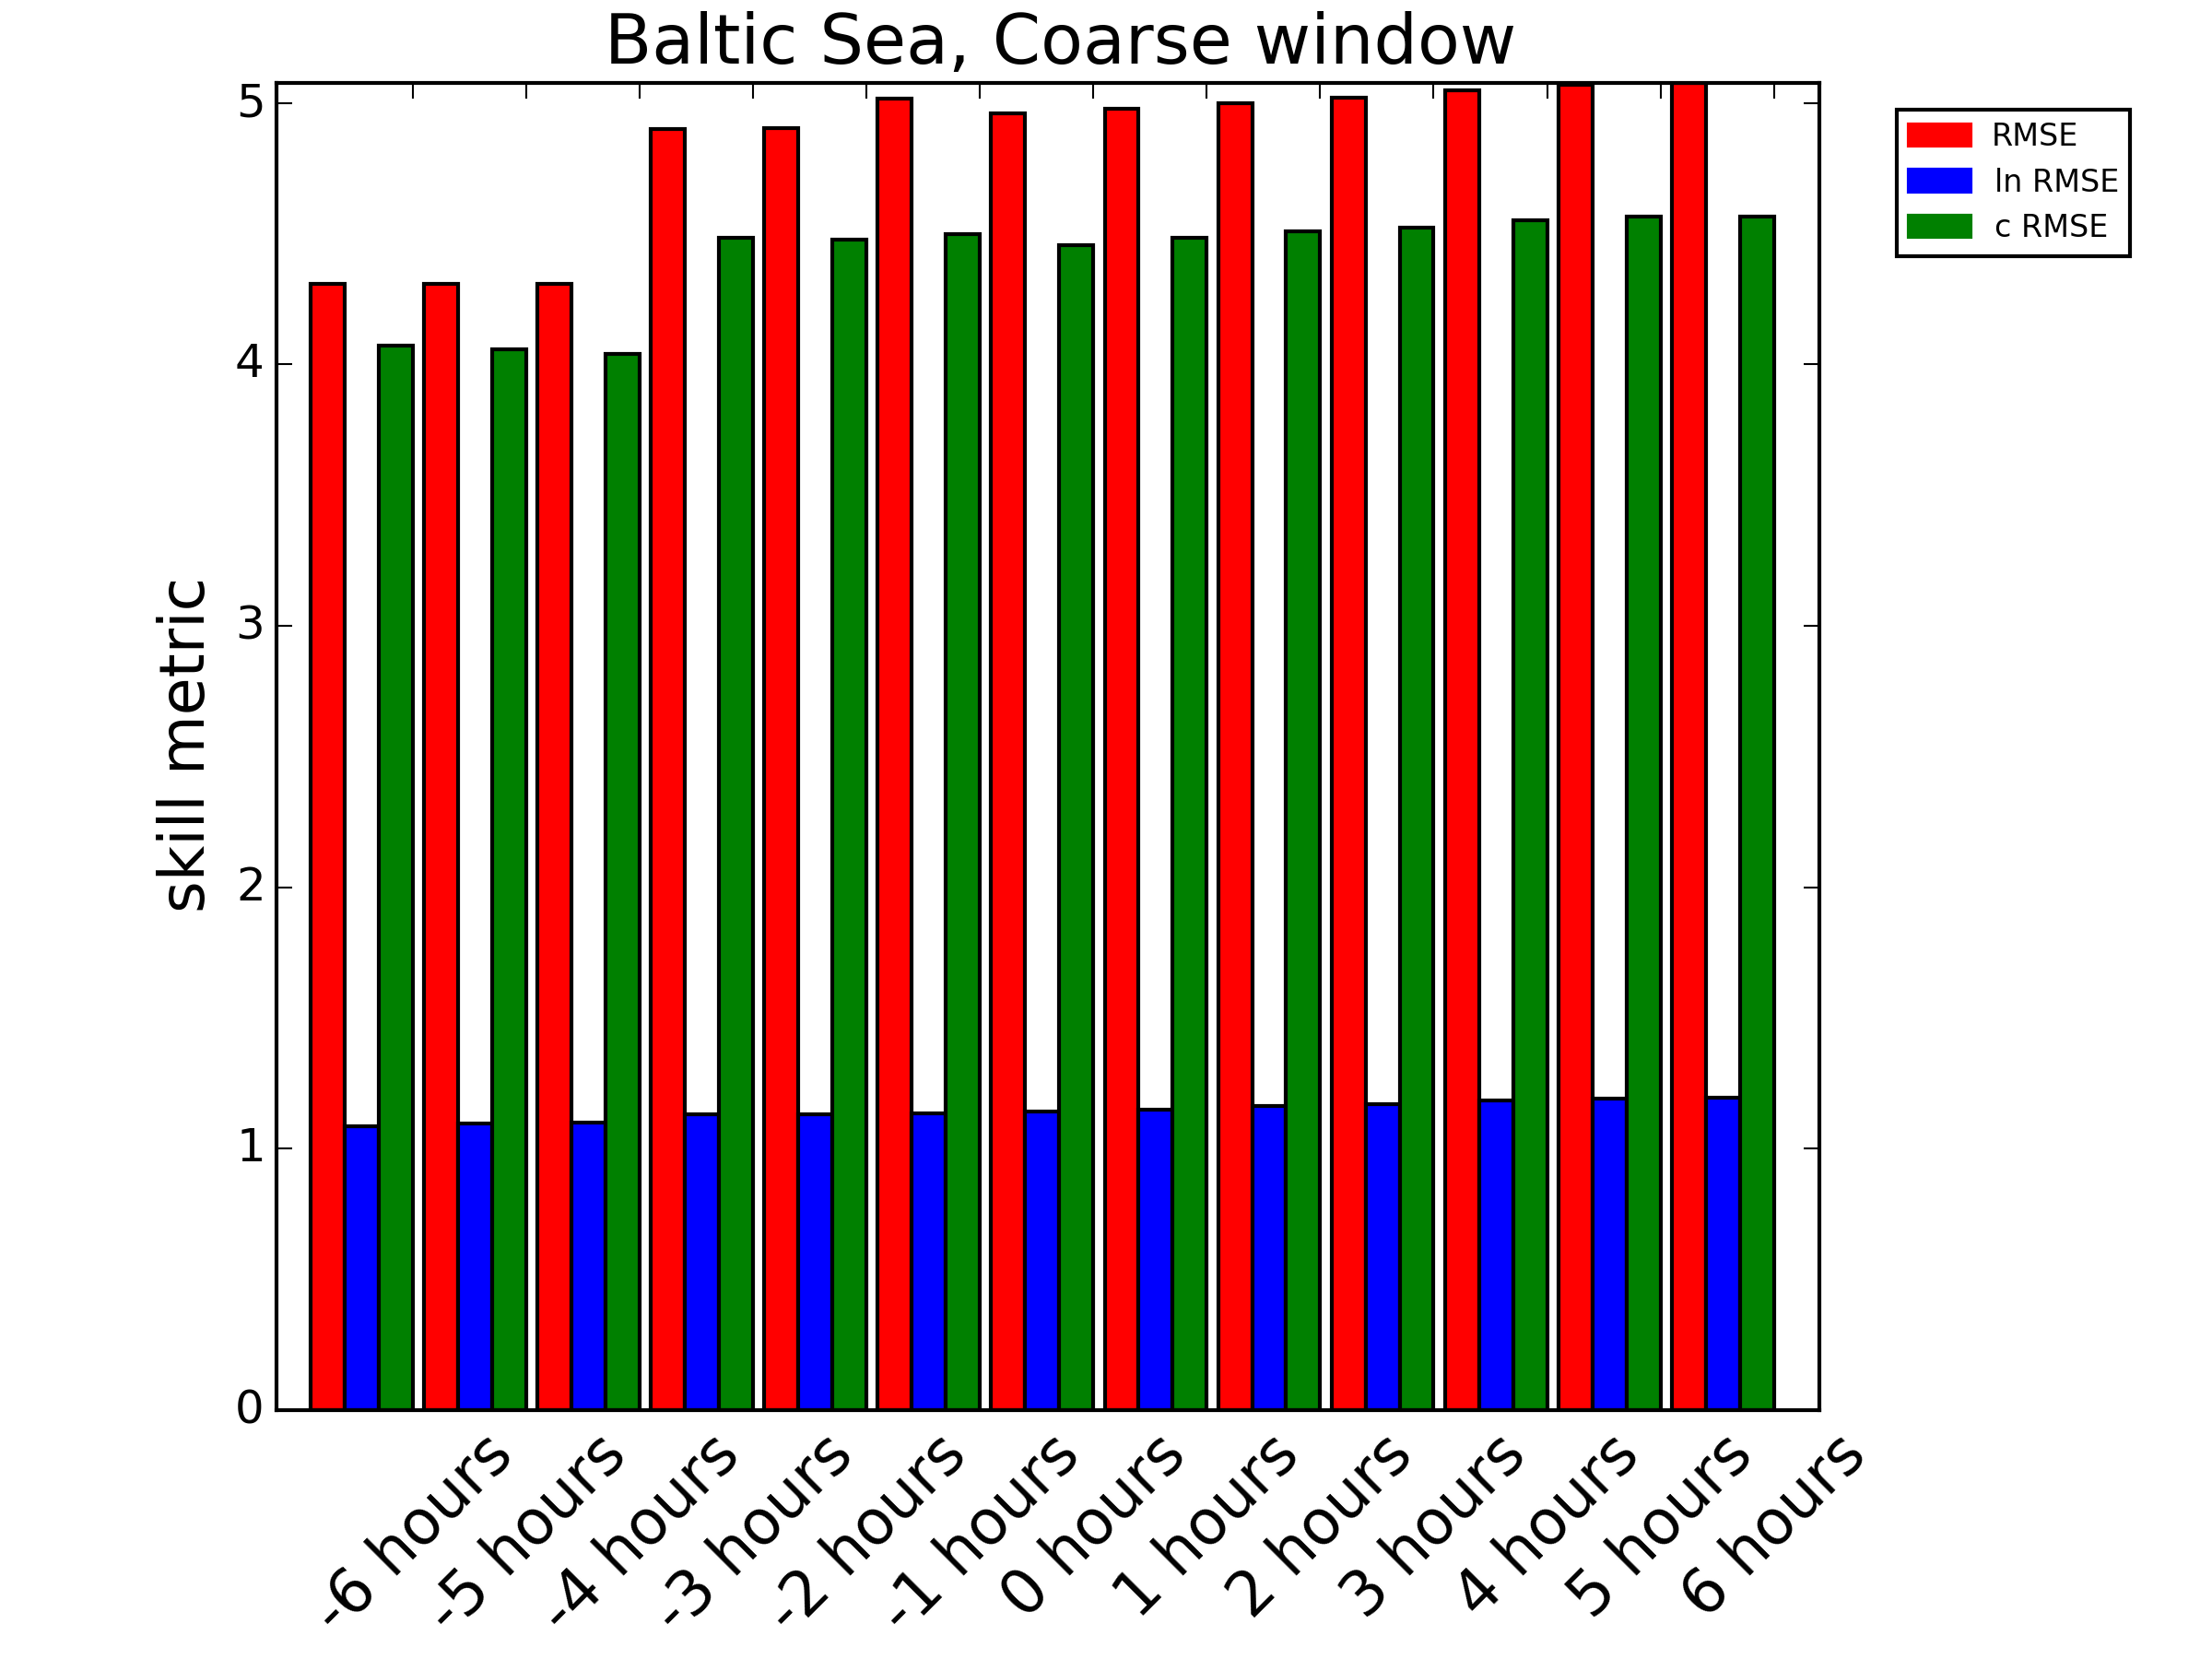 Baltic Sea, Coarse window
5
4
3
2
1
0
skill metric
RMSE
ln RMSE
c RMSE
-6 hours
-5 hours
-4 hours
-3 hours
-2 hours
-1 hours
0 hours
1 hours
2 hours
3 hours
4 hours
5 hours
6 hours